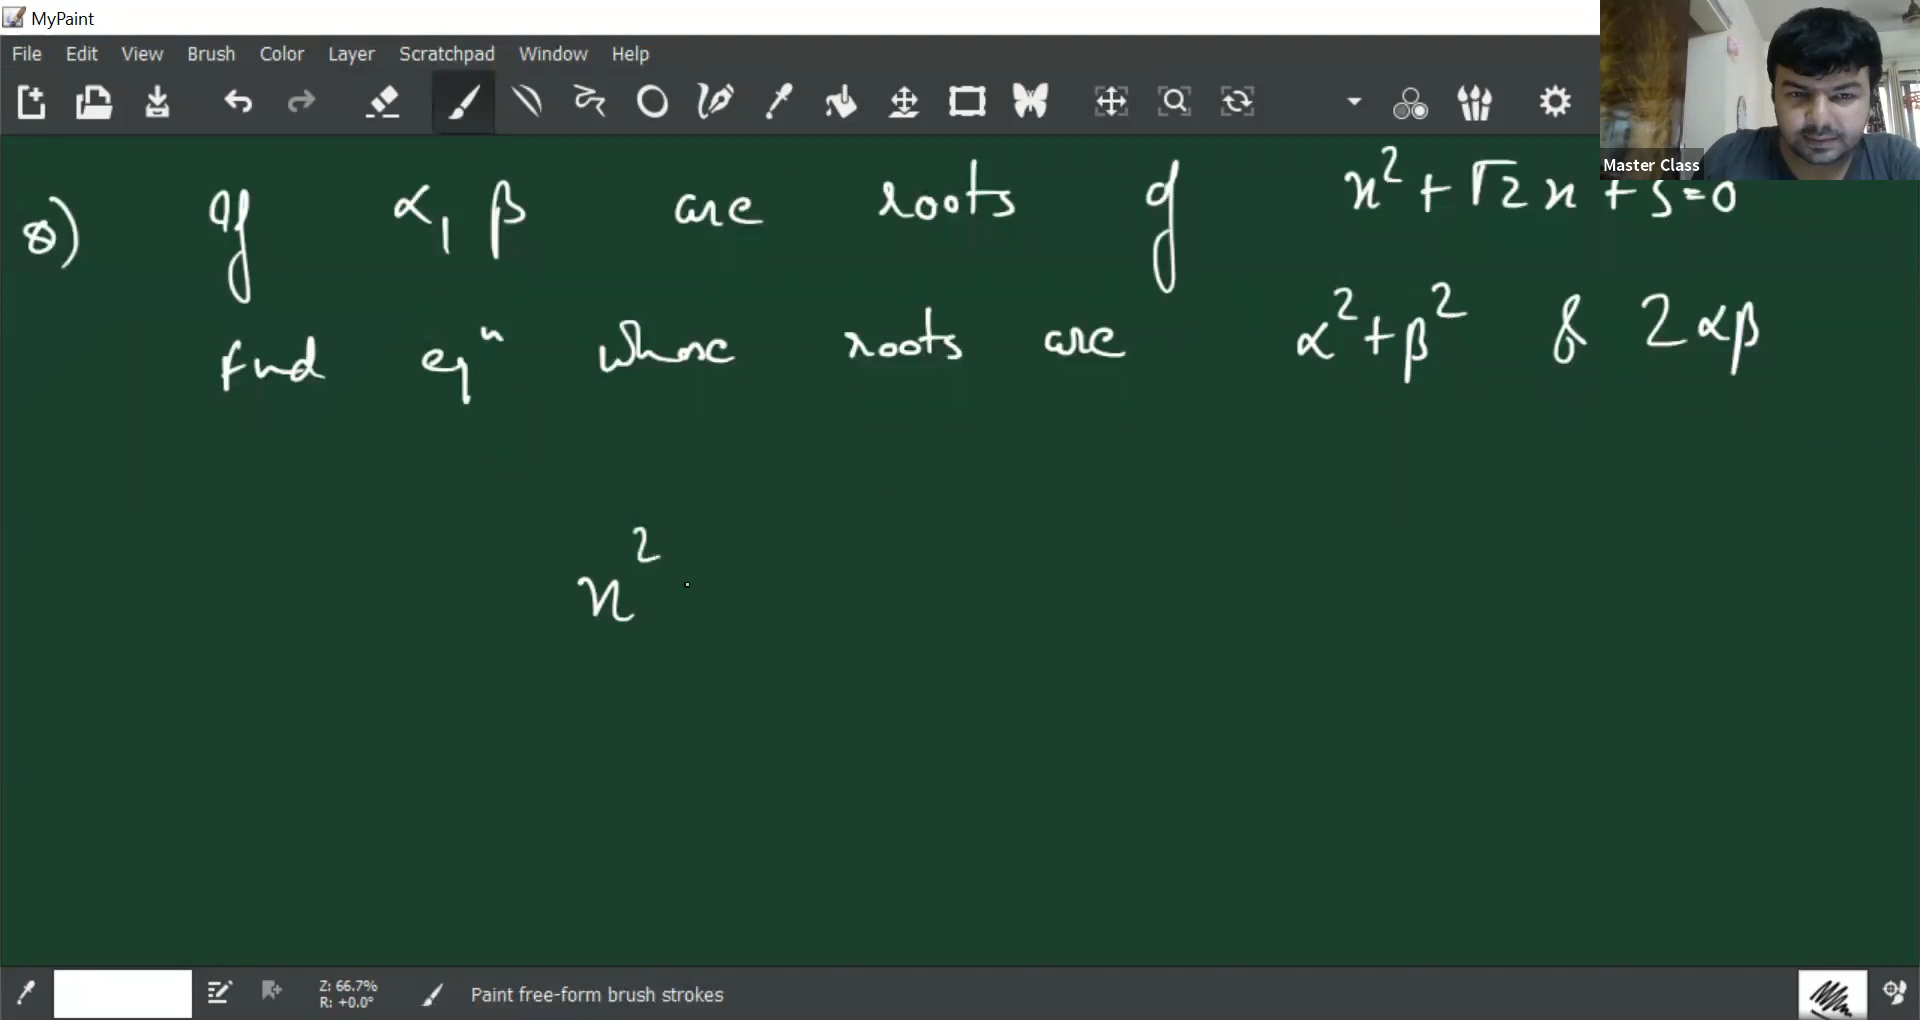 MyPaint
File Edit View Brush Color Layer Scratchpad Window Help
Master Class
Q) If α, β are roots of x² + √2 x + 5 = 0
find eqⁿ whose roots are α² + β² & 2αβ
x²
Z: 66.7%
R: +0.0°
Paint free-form brush strokes